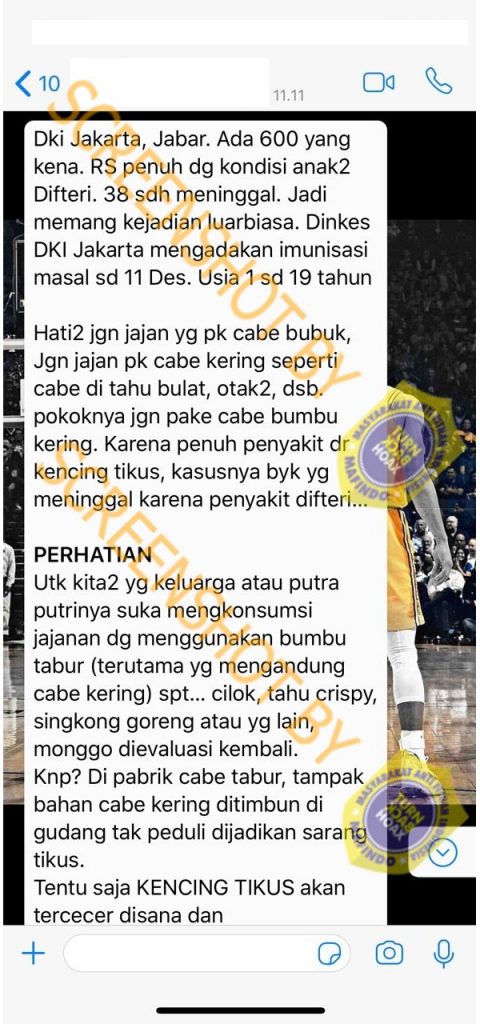 10
11.11
Dki Jakarta, Jabar. Ada 600 yang
kena. RS penuh dg kondisi anak2
Difteri. 38 sdh meninggal. Jadi
memang kejadian luarbiasa. Dinkes
DKI Jakarta mengadakan imunisasi
masal sd 11 Des. Usia 1 sd 19 tahun
Hati2 jgn jajan yg pk cabe bubuk,
Jgn jajan pk cabe kering seperti
cabe di tahu bulat, otak2, dsb.
pokoknya jgn pake cabe bumbu
kering. Karena penuh penyakit dr
kencing tikus, kasusnya byk yg
meninggal karena penyakit difteri...
PERHATIAN
Utk kita2 yg keluarga atau putra
putrinya suka mengkonsumsi
jajanan dg menggunakan bumbu
tabur (terutama yg mengandung
cabe kering) spt... cilok, tahu crispy,
singkong goreng atau yg lain,
monggo dievaluasi kembali.
Knp? Di pabrik cabe tabur, tampak
bahan cabe kering ditimbun di
gudang tak peduli dijadikan sarang
tikus.
Tentu saja KENCING TIKUS akan
tercecer disana dan
SCREENSHOT BY
MASYARAKAT ANTI FITNAH INDONESIA
MAFINDO
TURN
BACK
HOAX
SCREENSHOT BY
MASYARAKAT ANTI FITNAH INDONESIA
MAFINDO
TURN
BACK
HOAX